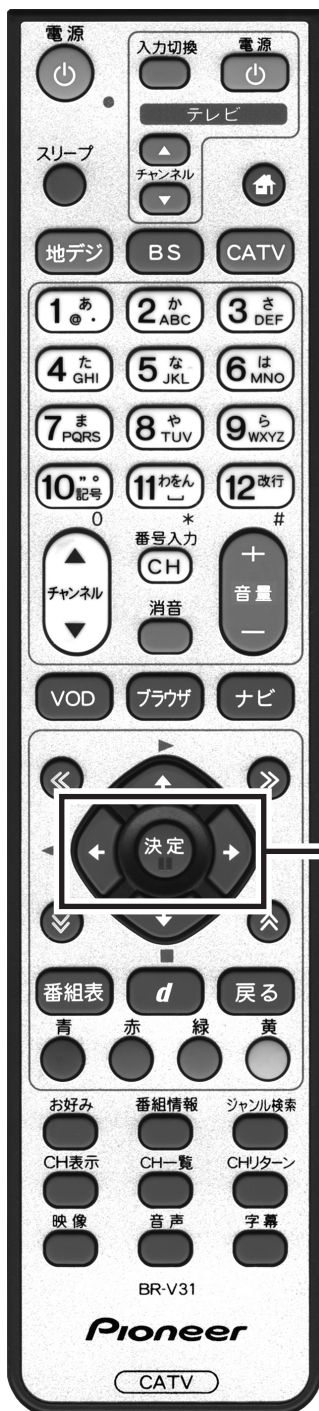 電源
入力切換
電源
テレビ
スリープ
チャンネル
地デジ
BS
CATV
1 あ @ .
2 か ABC
3 さ DEF
4 た GHI
5 な JKL
6 は MNO
7 ま PQRS
8 や TUV
9 ら WXYZ
10 ゛゜ 記号
11 わをん ␣
12 改行
0
*
#
番号入力
CH
チャンネル
消音
+
音量
−
VOD
ブラウザ
ナビ
決定
番組表
d
戻る
青
赤
緑
黄
お好み
番組情報
ジャンル検索
CH表示
CH一覧
CHリターン
映像
音声
字幕
BR-V31
Pioneer
CATV